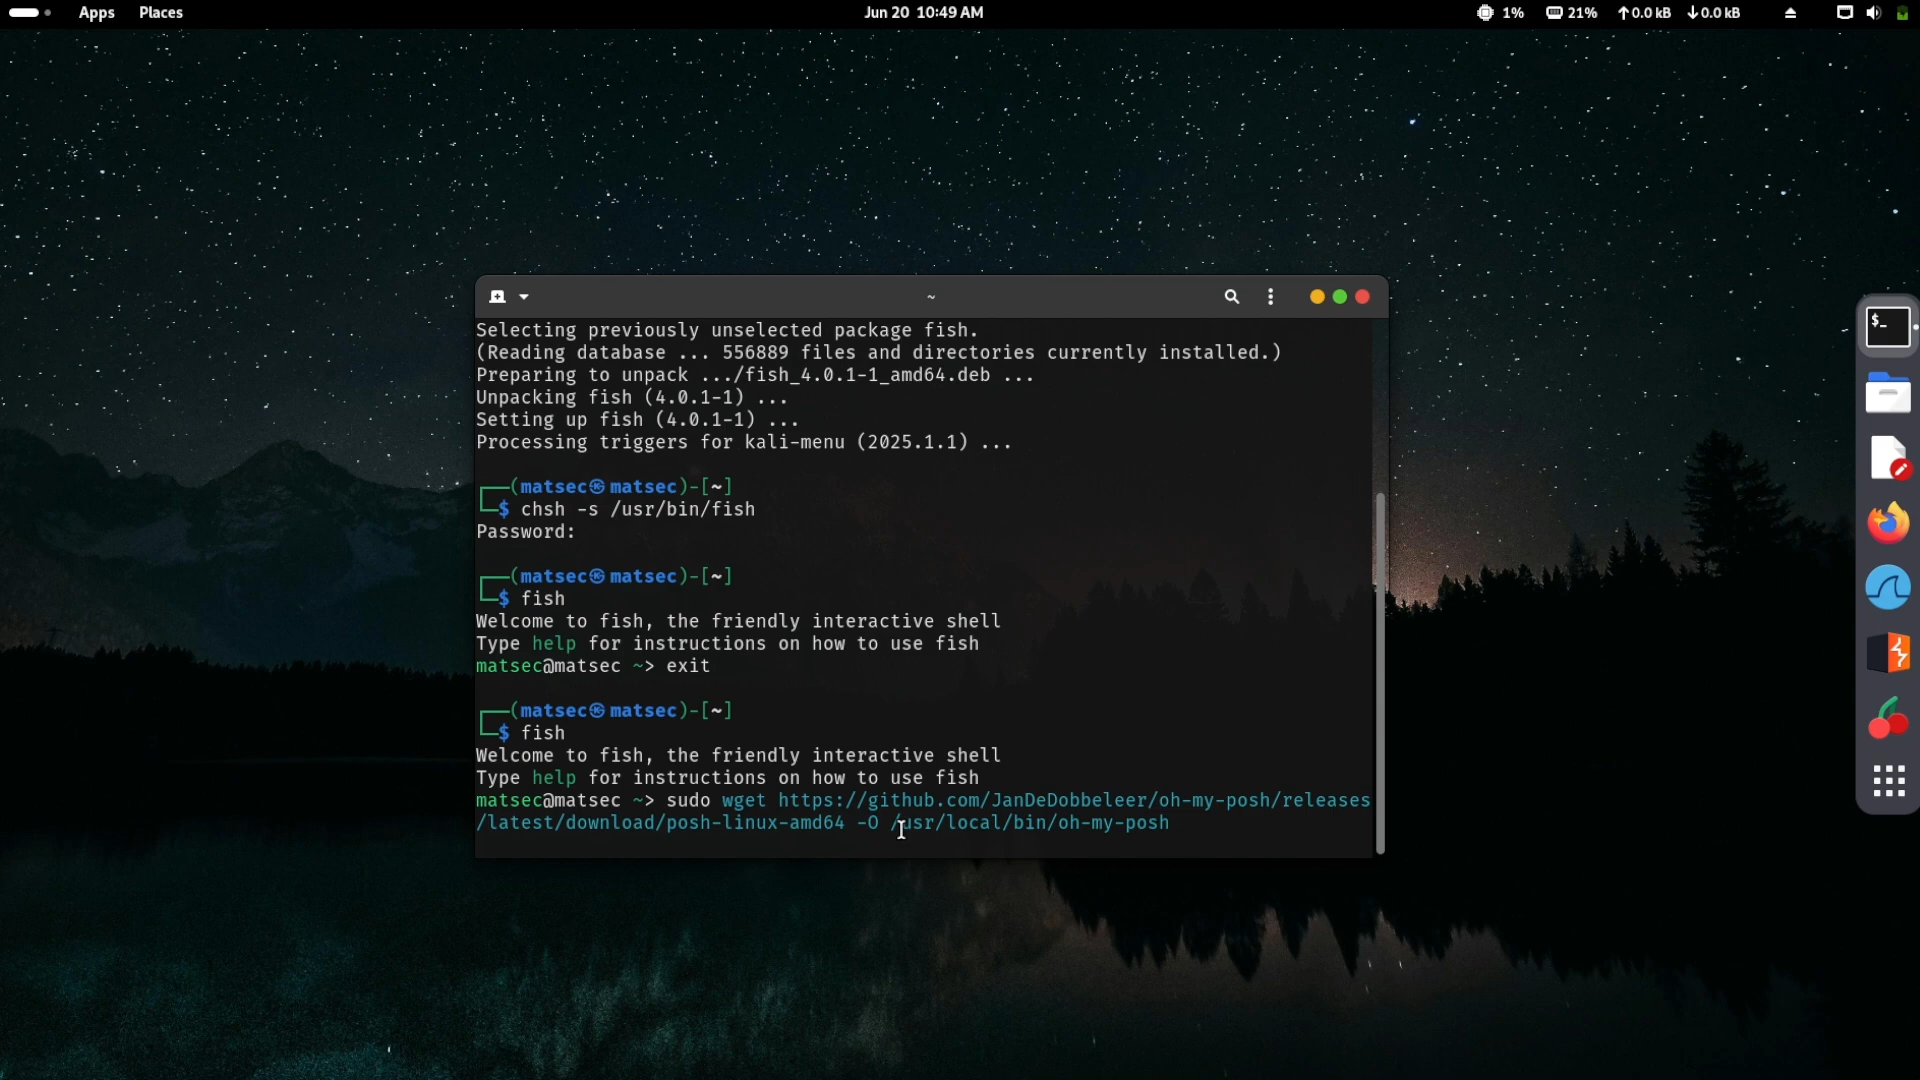 Apps Places Jun 20 10:49 AM 1% 21% ↑0.0 kB ↓0.0 kB
~
Selecting previously unselected package fish.
(Reading database ... 556889 files and directories currently installed.)
Preparing to unpack .../fish_4.0.1-1_amd64.deb ...
Unpacking fish (4.0.1-1) ...
Setting up fish (4.0.1-1) ...
Processing triggers for kali-menu (2025.1.1) ...
┌──(matsec㉿matsec)-[~]
└─$ chsh -s /usr/bin/fish
Password:
┌──(matsec㉿matsec)-[~]
└─$ fish
Welcome to fish, the friendly interactive shell
Type help for instructions on how to use fish
matsec@matsec ~> exit
┌──(matsec㉿matsec)-[~]
└─$ fish
Welcome to fish, the friendly interactive shell
Type help for instructions on how to use fish
matsec@matsec ~> sudo wget https://github.com/JanDeDobbeleer/oh-my-posh/releases
/latest/download/posh-linux-amd64 -O /usr/local/bin/oh-my-posh
$_